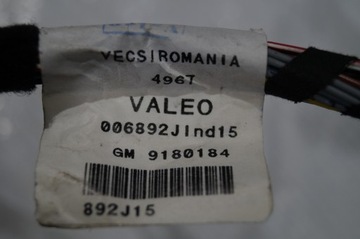 VECSIROMANIA
4967
VALEO
006892JInd15
GM 9180184
892J15